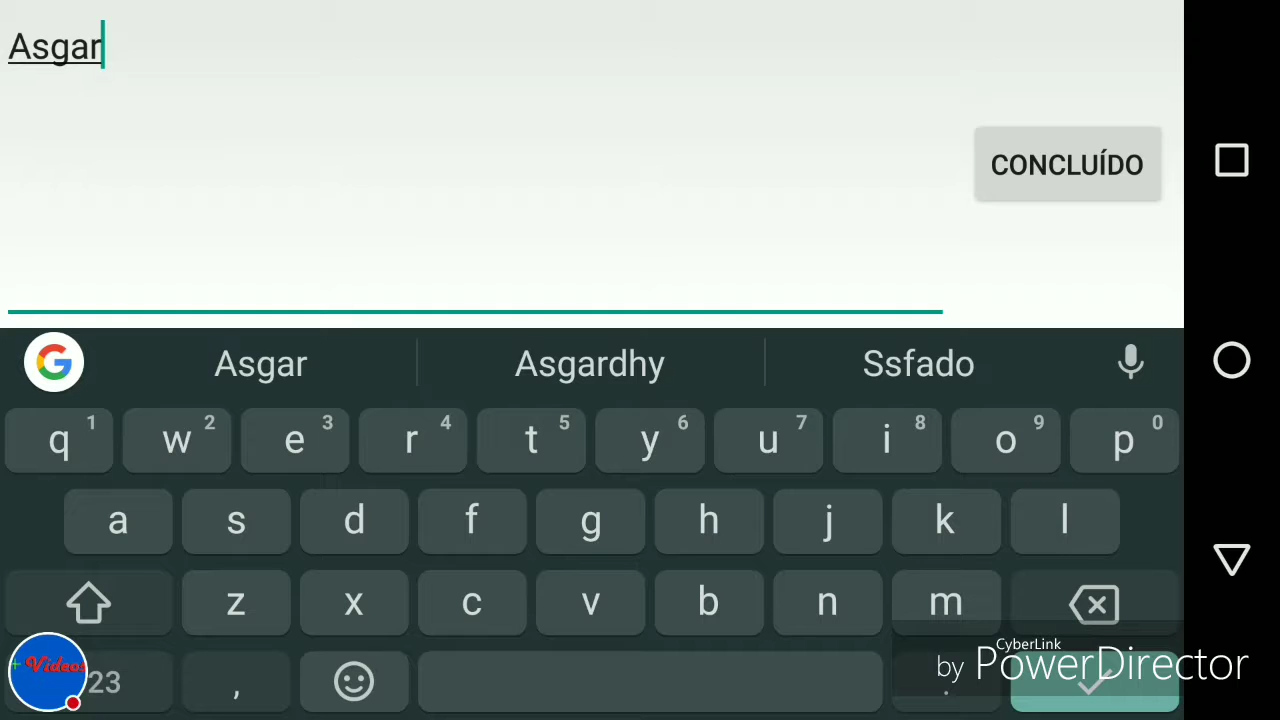 Asgar
CONCLUÍDO
Asgar Asgardhy Ssfado
q 1 w 2 e 3 r 4 t 5 y 6 u 7 i 8 o 9 p 0
a s d f g h j k l
z x c v b n m
+ Vídeos 23 , .
CyberLink
by PowerDirector